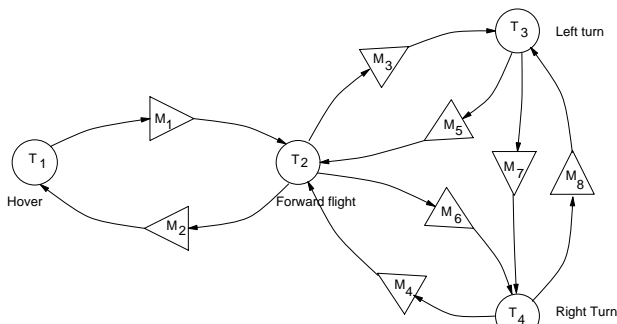 T3
Left turn
M3
M1
M5
T1
T2
M7
M8
Hover
Forward flight
M6
M2
M4
T4
Right Turn